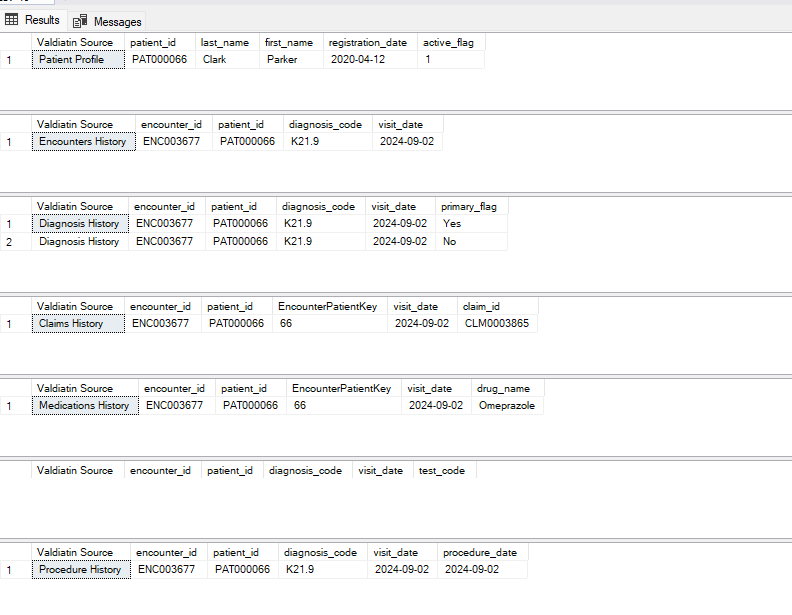 Results Messages
Valdiatin Source patient_id last_name first_name registration_date active_flag
1 Patient Profile PAT000066 Clark Parker 2020-04-12 1
Valdiatin Source encounter_id patient_id diagnosis_code visit_date
1 Encounters History ENC003677 PAT000066 K21.9 2024-09-02
Valdiatin Source encounter_id patient_id diagnosis_code visit_date primary_flag
1 Diagnosis History ENC003677 PAT000066 K21.9 2024-09-02 Yes
2 Diagnosis History ENC003677 PAT000066 K21.9 2024-09-02 No
Valdiatin Source encounter_id patient_id EncounterPatientKey visit_date claim_id
1 Claims History ENC003677 PAT000066 66 2024-09-02 CLM0003865
Valdiatin Source encounter_id patient_id EncounterPatientKey visit_date drug_name
1 Medications History ENC003677 PAT000066 66 2024-09-02 Omeprazole
Valdiatin Source encounter_id patient_id diagnosis_code visit_date test_code
Valdiatin Source encounter_id patient_id diagnosis_code visit_date procedure_date
1 Procedure History ENC003677 PAT000066 K21.9 2024-09-02 2024-09-02